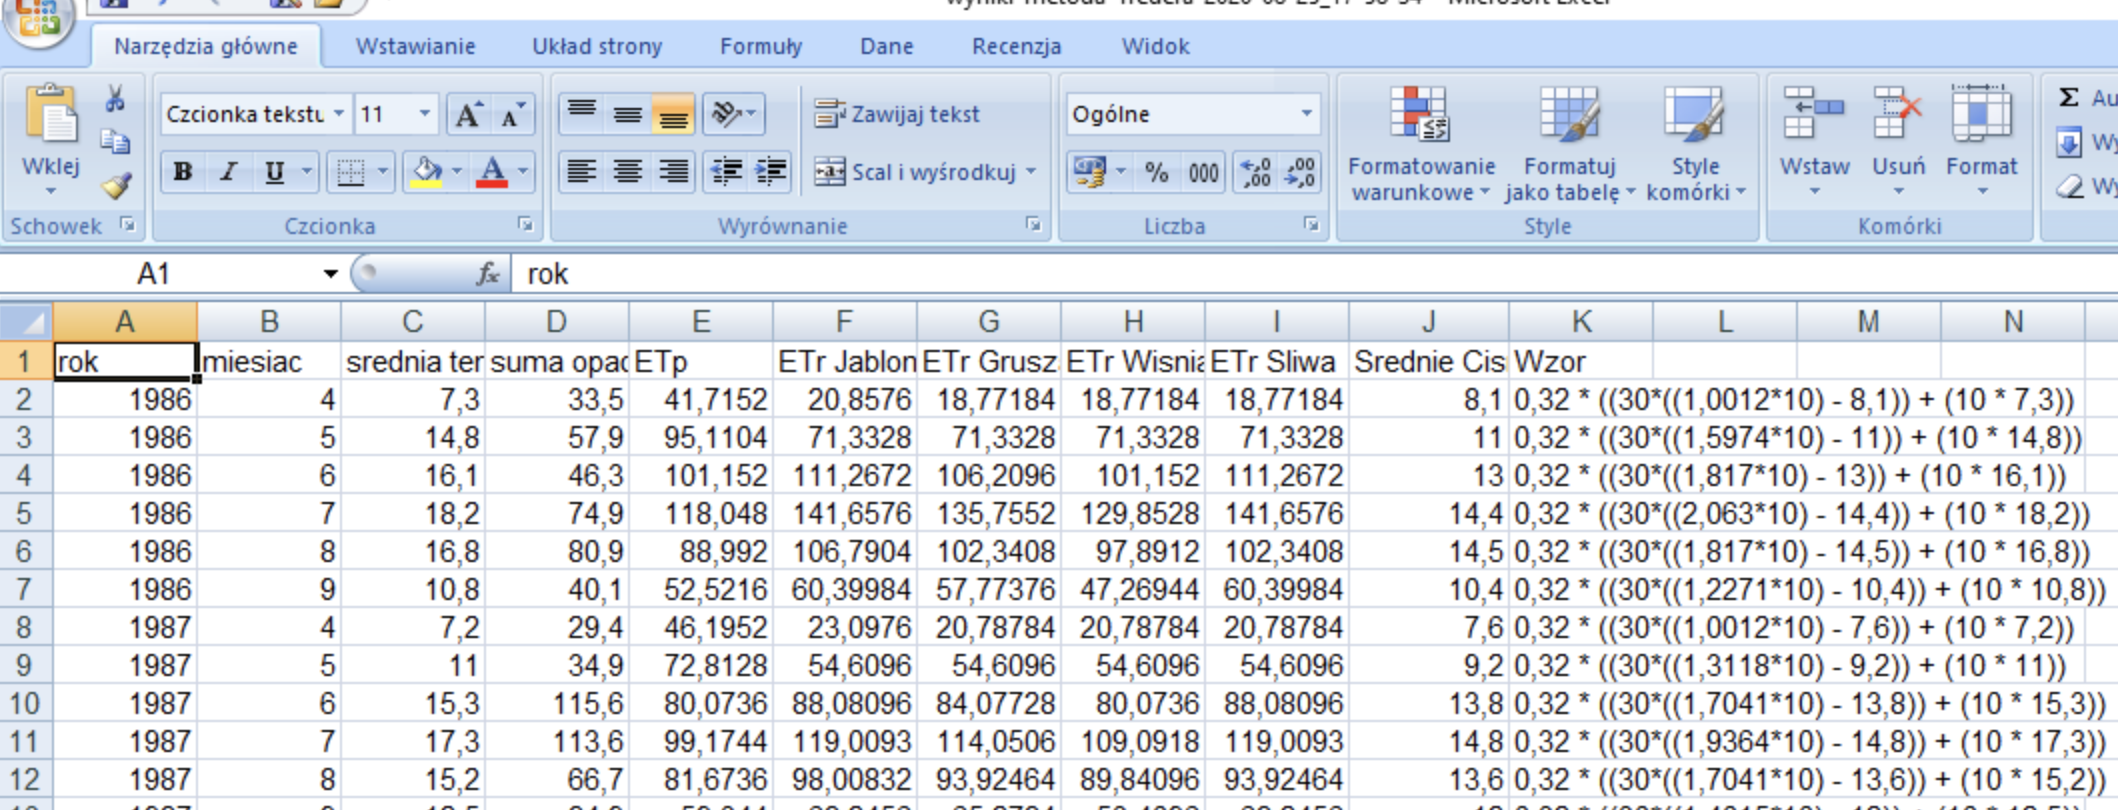 Narzędzia główne Wstawianie Układ strony Formuły Dane Recenzja Widok
Czcionka tekstu 11 A A Zawijaj tekst Ogólne
Wklej B I U A Scal i wyśrodkuj % 000 Formatowanie warunkowe Formatuj jako tabelę Style komórki Wstaw Usuń Format Σ
Schowek Czcionka Wyrównanie Liczba Style Komórki
A1 fx rok
A B C D E F G H I J K L M N
1 rok miesiac srednia ter suma opad ETp ETr Jablon ETr Grusz ETr Wisnia ETr Sliwa Srednie Cis Wzor
2 1986 4 7,3 33,5 41,7152 20,8576 18,77184 18,77184 18,77184 8,1 0,32 * ((30*((1,0012*10) - 8,1)) + (10 * 7,3))
3 1986 5 14,8 57,9 95,1104 71,3328 71,3328 71,3328 71,3328 11 0,32 * ((30*((1,5974*10) - 11)) + (10 * 14,8))
4 1986 6 16,1 46,3 101,152 111,2672 106,2096 101,152 111,2672 13 0,32 * ((30*((1,817*10) - 13)) + (10 * 16,1))
5 1986 7 18,2 74,9 118,048 141,6576 135,7552 129,8528 141,6576 14,4 0,32 * ((30*((2,063*10) - 14,4)) + (10 * 18,2))
6 1986 8 16,8 80,9 88,992 106,7904 102,3408 97,8912 102,3408 14,5 0,32 * ((30*((1,817*10) - 14,5)) + (10 * 16,8))
7 1986 9 10,8 40,1 52,5216 60,39984 57,77376 47,26944 60,39984 10,4 0,32 * ((30*((1,2271*10) - 10,4)) + (10 * 10,8))
8 1987 4 7,2 29,4 46,1952 23,0976 20,78784 20,78784 20,78784 7,6 0,32 * ((30*((1,0012*10) - 7,6)) + (10 * 7,2))
9 1987 5 11 34,9 72,8128 54,6096 54,6096 54,6096 54,6096 9,2 0,32 * ((30*((1,3118*10) - 9,2)) + (10 * 11))
10 1987 6 15,3 115,6 80,0736 88,08096 84,07728 80,0736 88,08096 13,8 0,32 * ((30*((1,7041*10) - 13,8)) + (10 * 15,3))
11 1987 7 17,3 113,6 99,1744 119,0093 114,0506 109,0918 119,0093 14,8 0,32 * ((30*((1,9364*10) - 14,8)) + (10 * 17,3))
12 1987 8 15,2 66,7 81,6736 98,00832 93,92464 89,84096 93,92464 13,6 0,32 * ((30*((1,7041*10) - 13,6)) + (10 * 15,2))